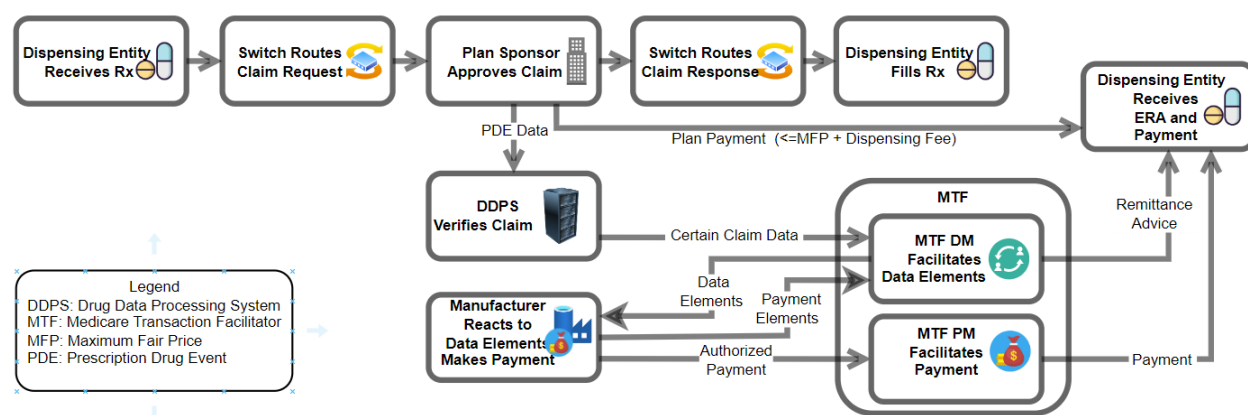 Dispensing Entity
Receives Rx
Switch Routes
Claim Request
Plan Sponsor
Approves Claim
Switch Routes
Claim Response
Dispensing Entity
Fills Rx
Dispensing Entity
Receives
ERA and
Payment
PDE Data
Plan Payment (<=MFP + Dispensing Fee)
DDPS
Verifies Claim
MTF
Remittance
Advice
Certain Claim Data
MTF DM
Facilitates
Data Elements
Data
Elements
Payment
Elements
Manufacturer
Reacts to
Data Elements
Makes Payment
Authorized
Payment
MTF PM
Facilitates
Payment
Payment
Legend
DDPS: Drug Data Processing System
MTF: Medicare Transaction Facilitator
MFP: Maximum Fair Price
PDE: Prescription Drug Event